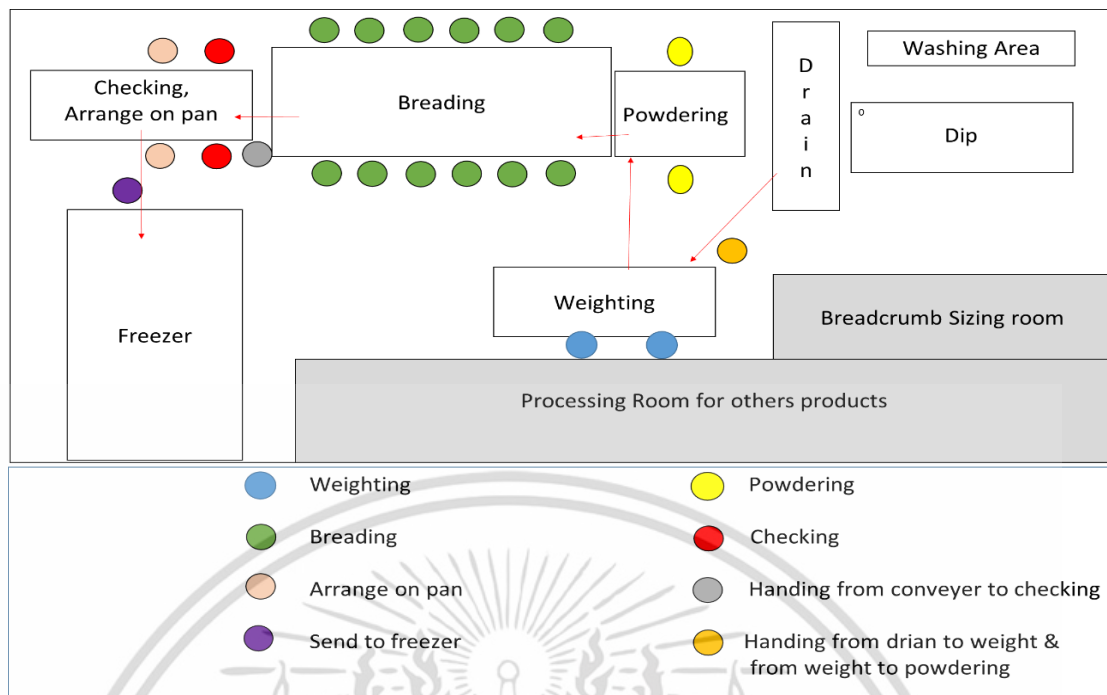 Washing Area
Drain
Dip
o
Breading
Powdering
Checking,
Arrange on pan
Weighting
Freezer
Breadcrumb Sizing room
Processing Room for others products
Weighting
Powdering
Breading
Checking
Arrange on pan
Handing from conveyer to checking
Send to freezer
Handing from drian to weight &
from weight to powdering